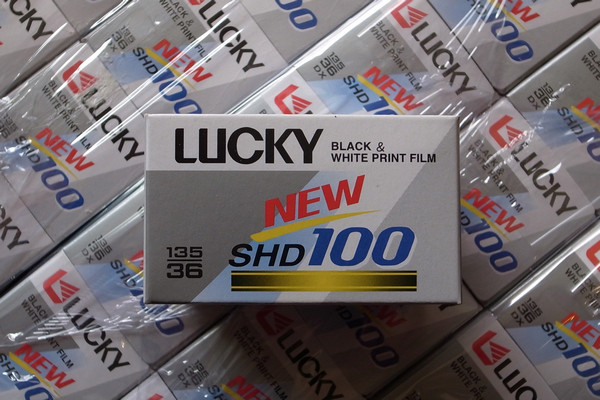 LUCKY
BLACK &
WHITE PRINT FILM
NEW
SHD100
135
36